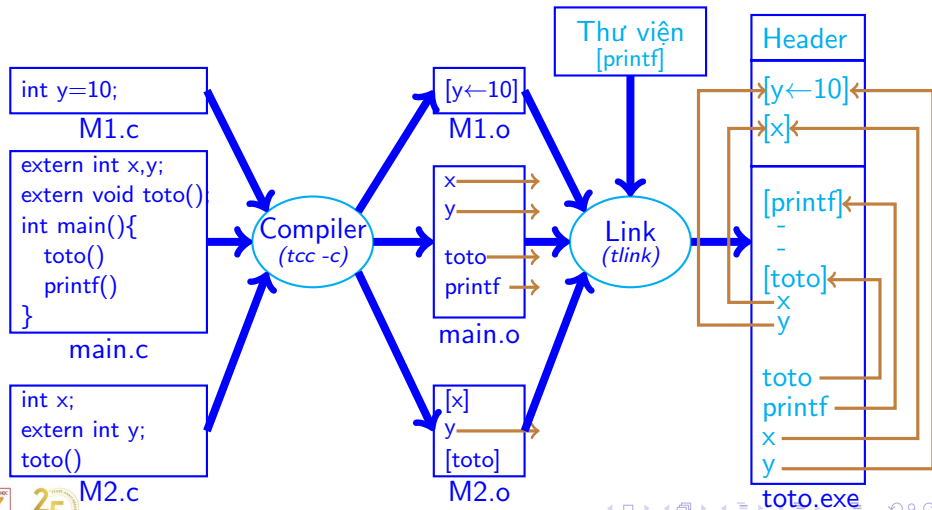 int y=10;
M1.c
extern int x,y;
extern void toto();
int main(){
toto()
printf()
}
main.c
int x;
extern int y;
toto()
M2.c
Compiler
(tcc -c)
[y←10]
M1.o
x
y
toto
printf
main.o
[x]
y
[toto]
M2.o
Thư viện
[printf]
Link
(tlink)
Header
[y←10]
[x]
[printf]
-
-
[toto]
x
y
toto
printf
x
y
toto.exe
25